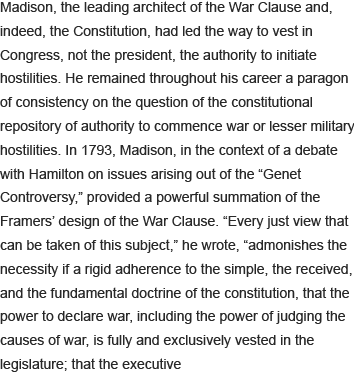 Madison, the leading architect of the War Clause and,
indeed, the Constitution, had led the way to vest in
Congress, not the president, the authority to initiate
hostilities. He remained throughout his career a paragon
of consistency on the question of the constitutional
repository of authority to commence war or lesser military
hostilities. In 1793, Madison, in the context of a debate
with Hamilton on issues arising out of the “Genet
Controversy,” provided a powerful summation of the
Framers’ design of the War Clause. “Every just view that
can be taken of this subject,” he wrote, “admonishes the
necessity if a rigid adherence to the simple, the received,
and the fundamental doctrine of the constitution, that the
power to declare war, including the power of judging the
causes of war, is fully and exclusively vested in the
legislature; that the executive